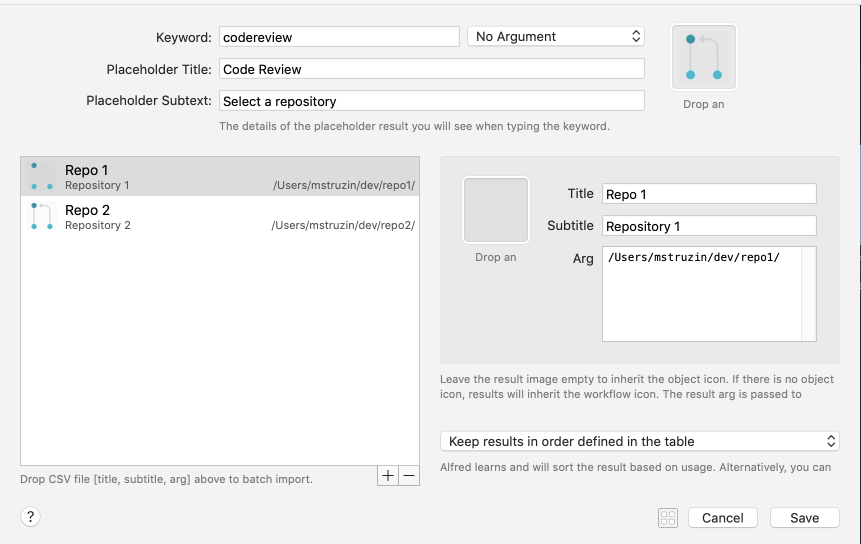 Keyword: codereview No Argument
Placeholder Title: Code Review
Placeholder Subtext: Select a repository
Drop an
The details of the placeholder result you will see when typing the keyword.
Repo 1
Repository 1 /Users/mstruzin/dev/repo1/
Repo 2
Repository 2 /Users/mstruzin/dev/repo2/
Drop CSV file [title, subtitle, arg] above to batch import.
+ −
Drop an
Title Repo 1
Subtitle Repository 1
Arg /Users/mstruzin/dev/repo1/
Leave the result image empty to inherit the object icon. If there is no object
icon, results will inherit the workflow icon. The result arg is passed to
Keep results in order defined in the table
Alfred learns and will sort the result based on usage. Alternatively, you can
? Cancel Save